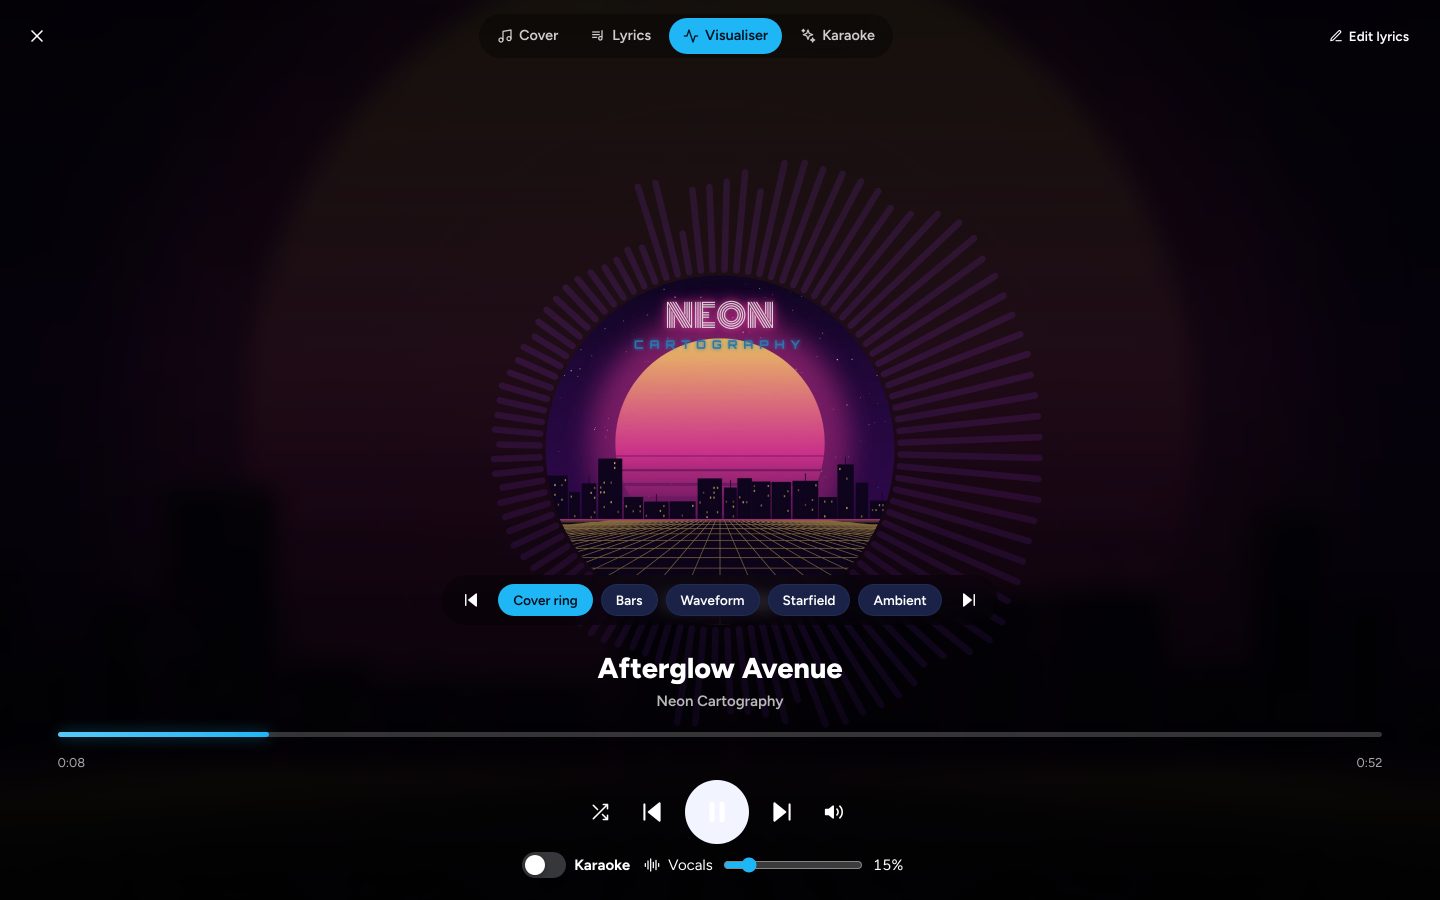 Cover Lyrics Visualiser Karaoke Edit lyrics
NEON
CARTOGRAPHY
Cover ring Bars Waveform Starfield Ambient
Afterglow Avenue
Neon Cartography
0:08 0:52
Karaoke Vocals 15%